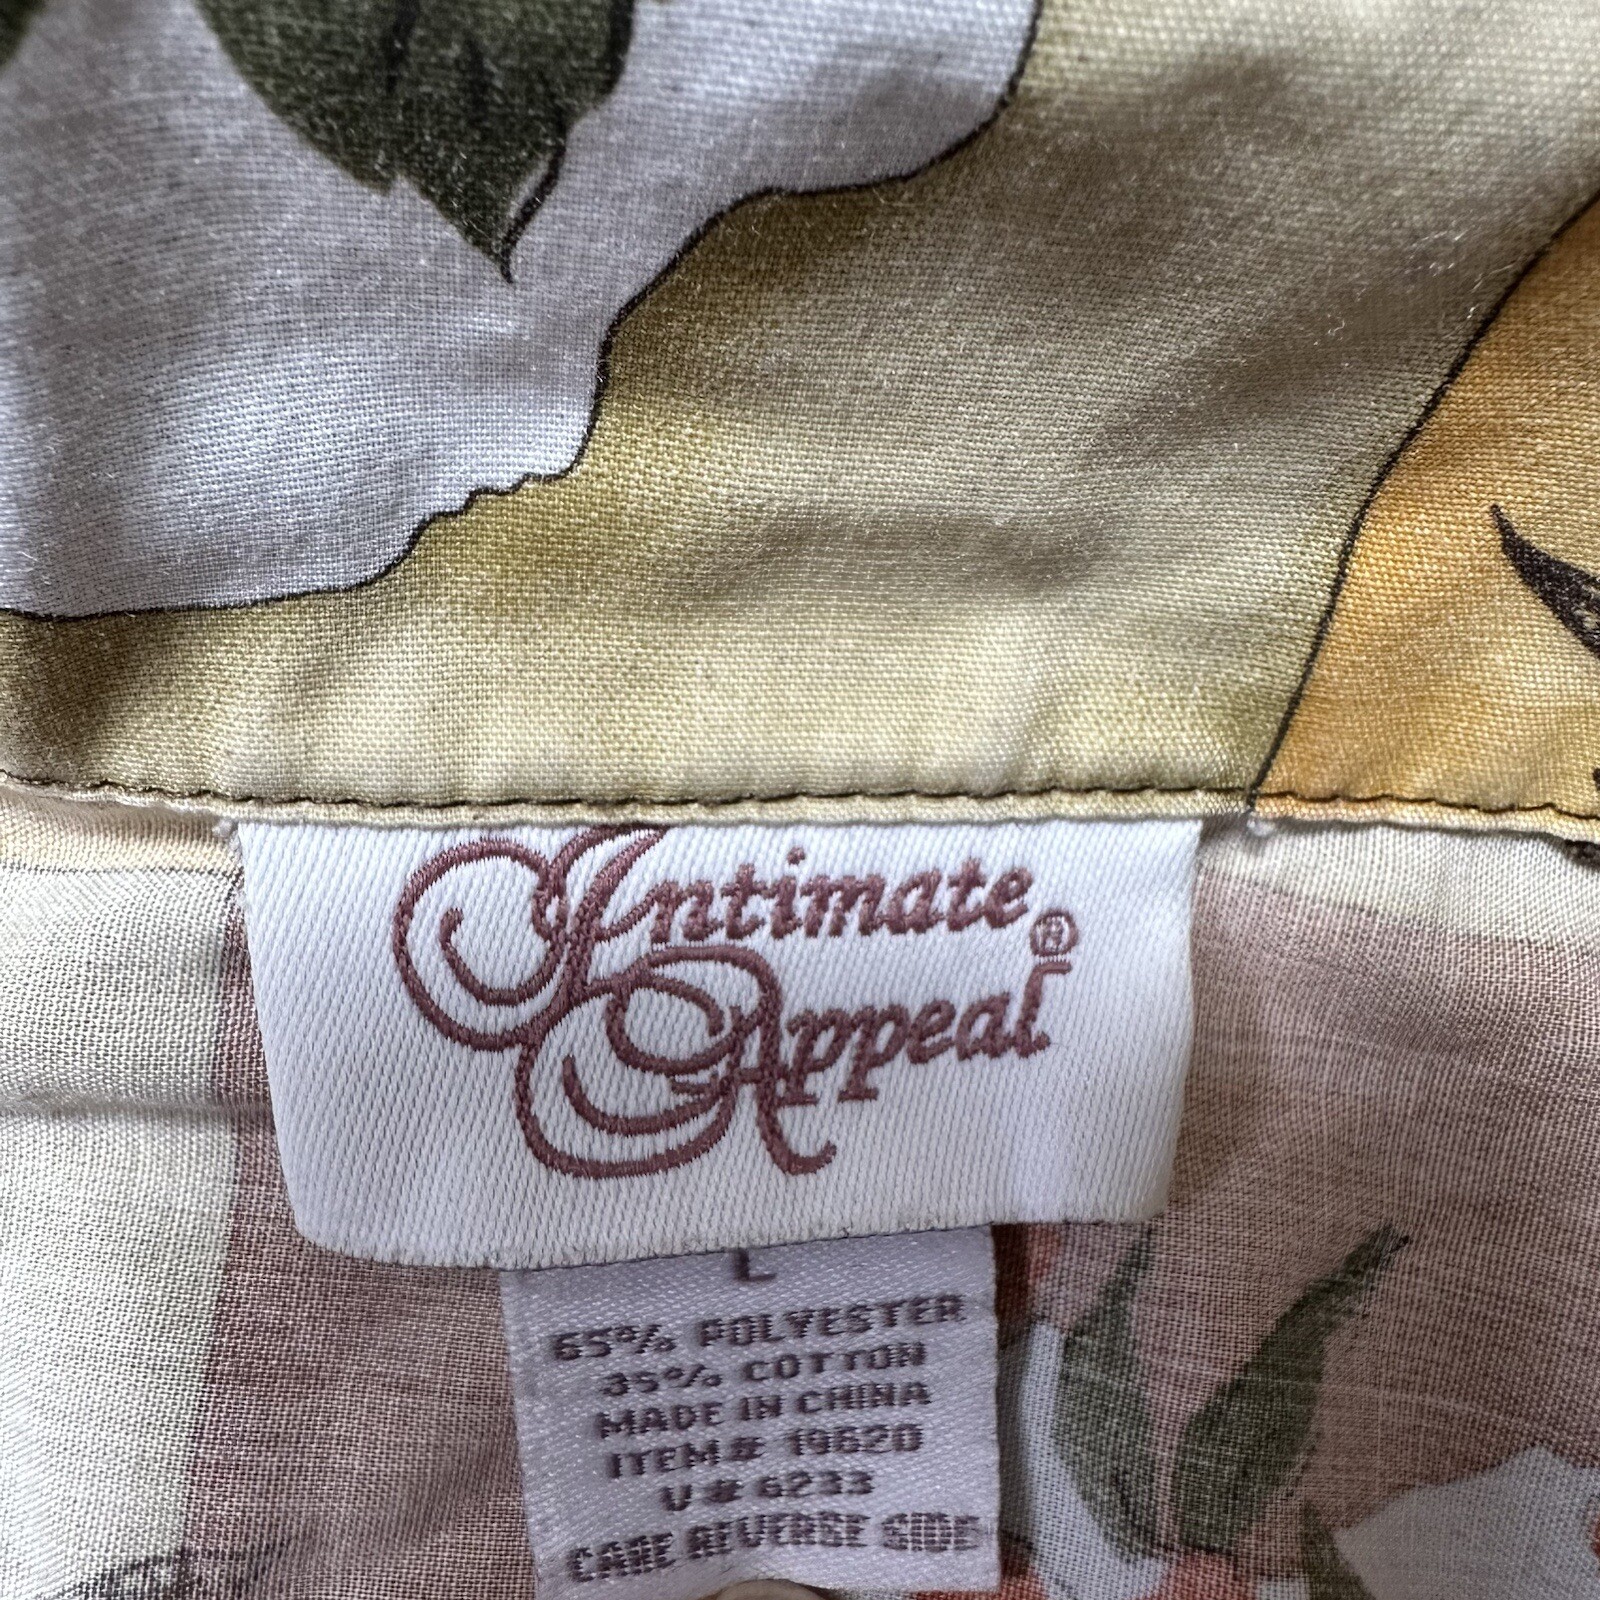 Intimate
Appeal®
L
65% POLYESTER
35% COTTON
MADE IN CHINA
ITEM# 19620
V# 6233
CARE REVERSE SIDE